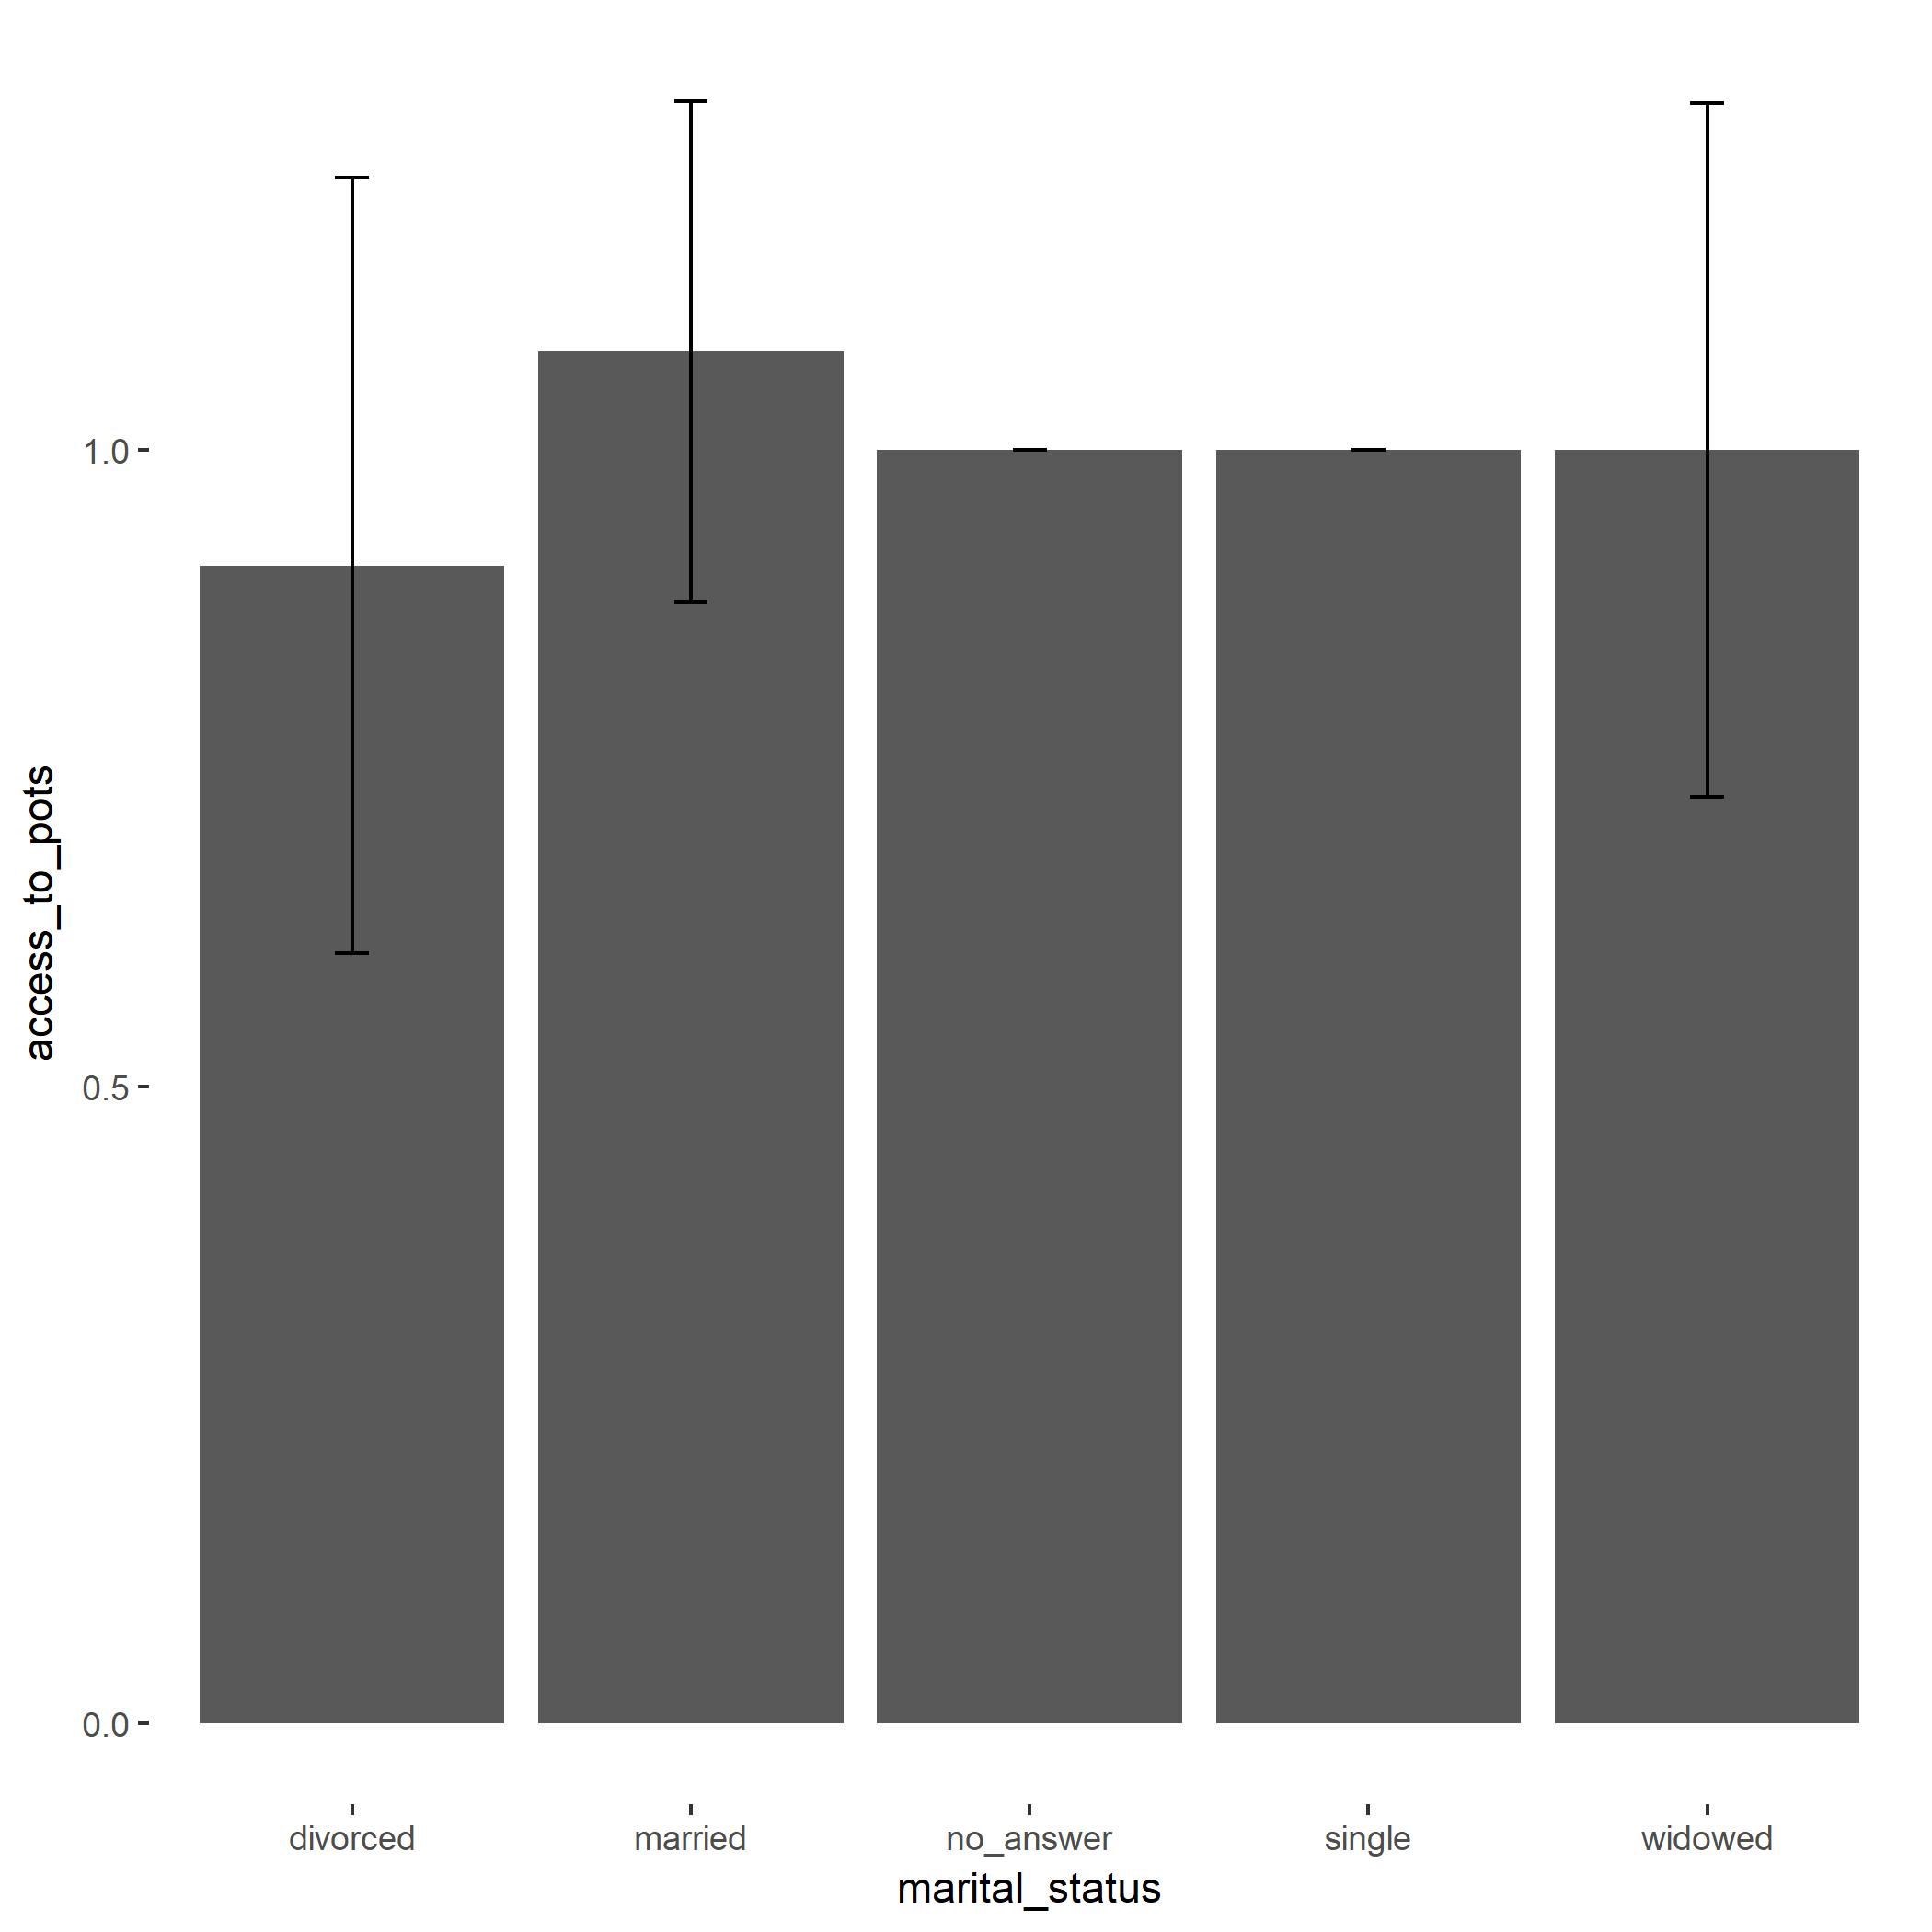 access_to_pots
1.0
0.5
0.0
divorced married no_answer single widowed
marital_status